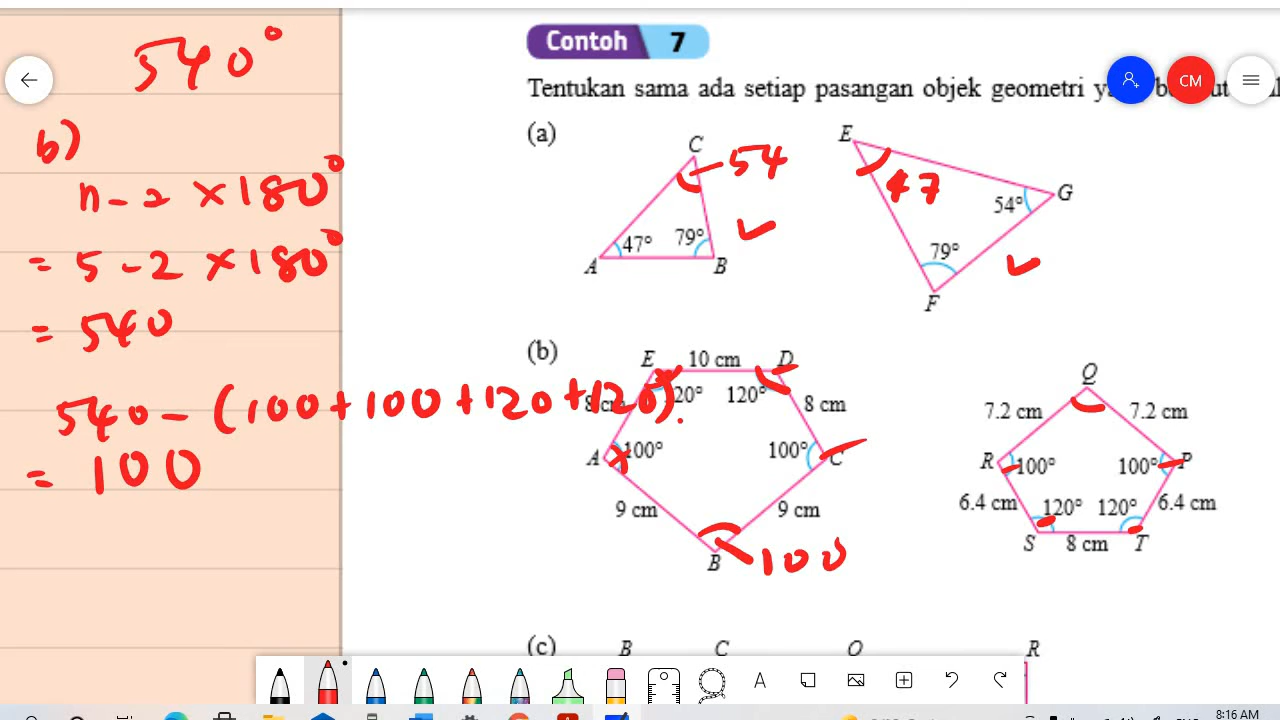 540°
b)
n - 2 × 180°
= 5 - 2 × 180°
= 540
540 - (100 + 100 + 120 + 120).
= 100
Contoh 7
CM
Tentukan sama ada setiap pasangan objek geometri
(a)
C
54
47° 79°
A B
E
47
G
54°
79°
F
(b)
E 10 cm D
120° 120°
8 cm
A 100° 100° C
9 cm 9 cm
B
100
Q
7.2 cm 7.2 cm
R 100° 100° P
6.4 cm 120° 120° 6.4 cm
S 8 cm T
(c) B C Q R
A
8:16 AM